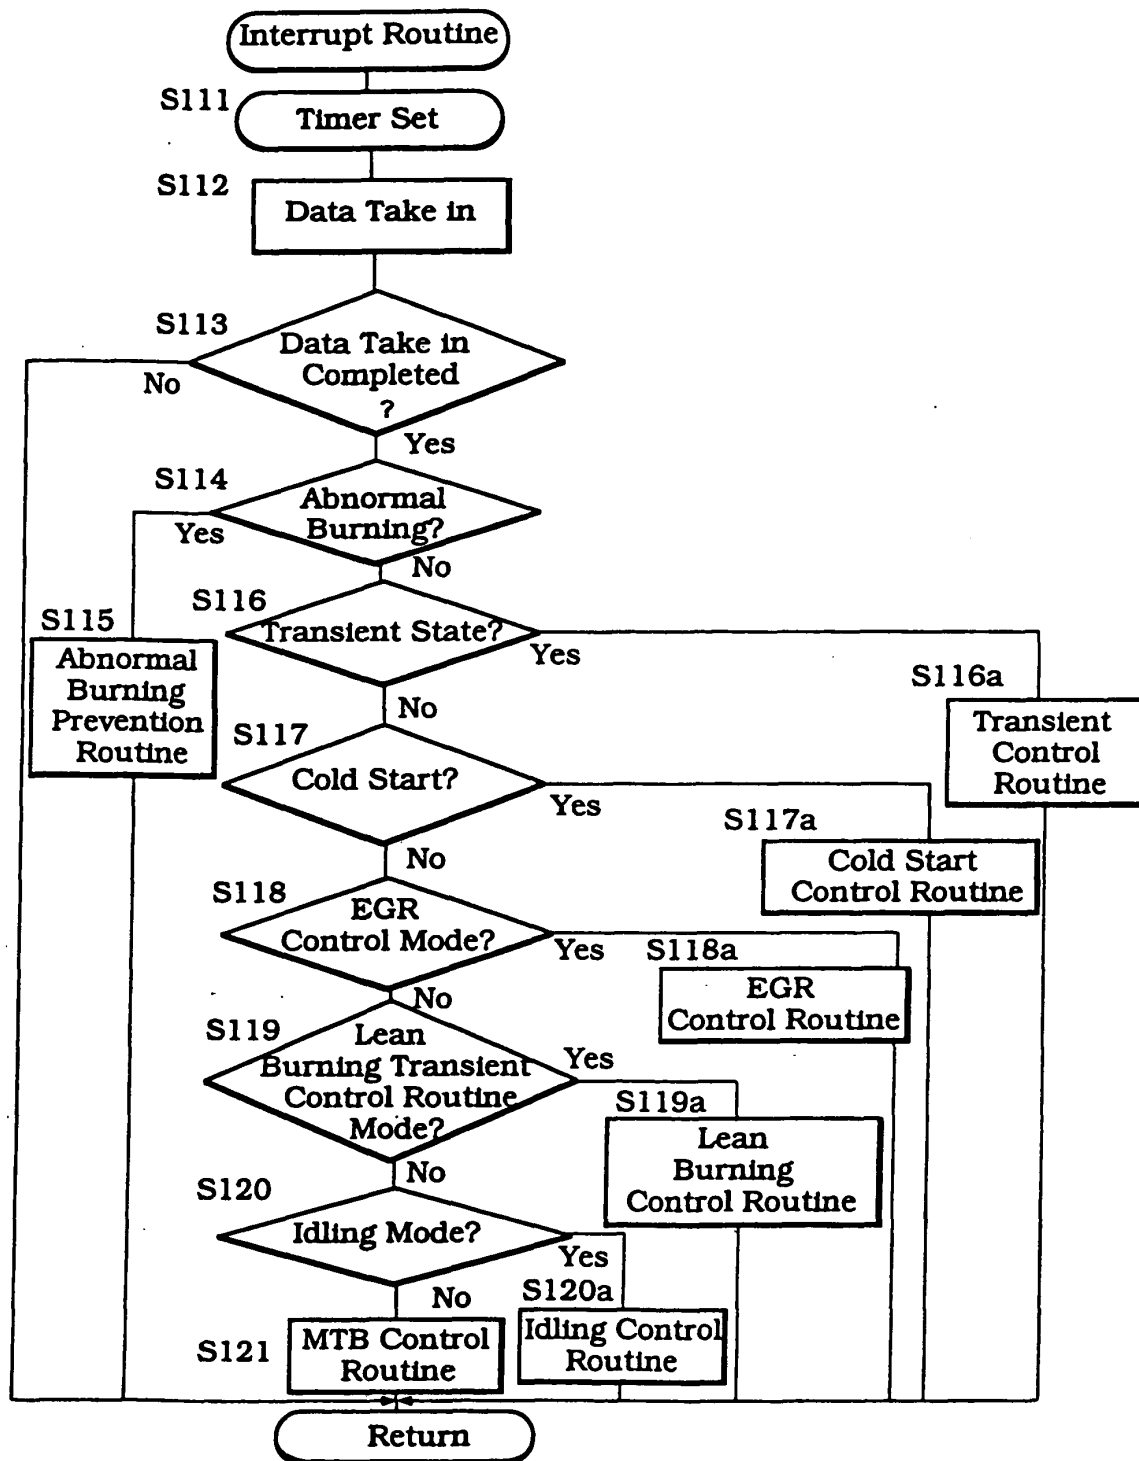 Interrupt Routine
S111
Timer Set
S112
Data Take in
S113
Data Take in
Completed
?
No
Yes
S114
Abnormal
Burning?
Yes
No
S115
Abnormal
Burning
Prevention
Routine
S116
Transient State?
Yes
No
S116a
Transient
Control
Routine
S117
Cold Start?
Yes
No
S117a
Cold Start
Control Routine
S118
EGR
Control Mode?
Yes
No
S118a
EGR
Control Routine
S119
Lean
Burning Transient
Control Routine
Mode?
Yes
No
S119a
Lean
Burning
Control Routine
S120
Idling Mode?
Yes
No
S120a
Idling Control
Routine
S121
MTB Control
Routine
Return